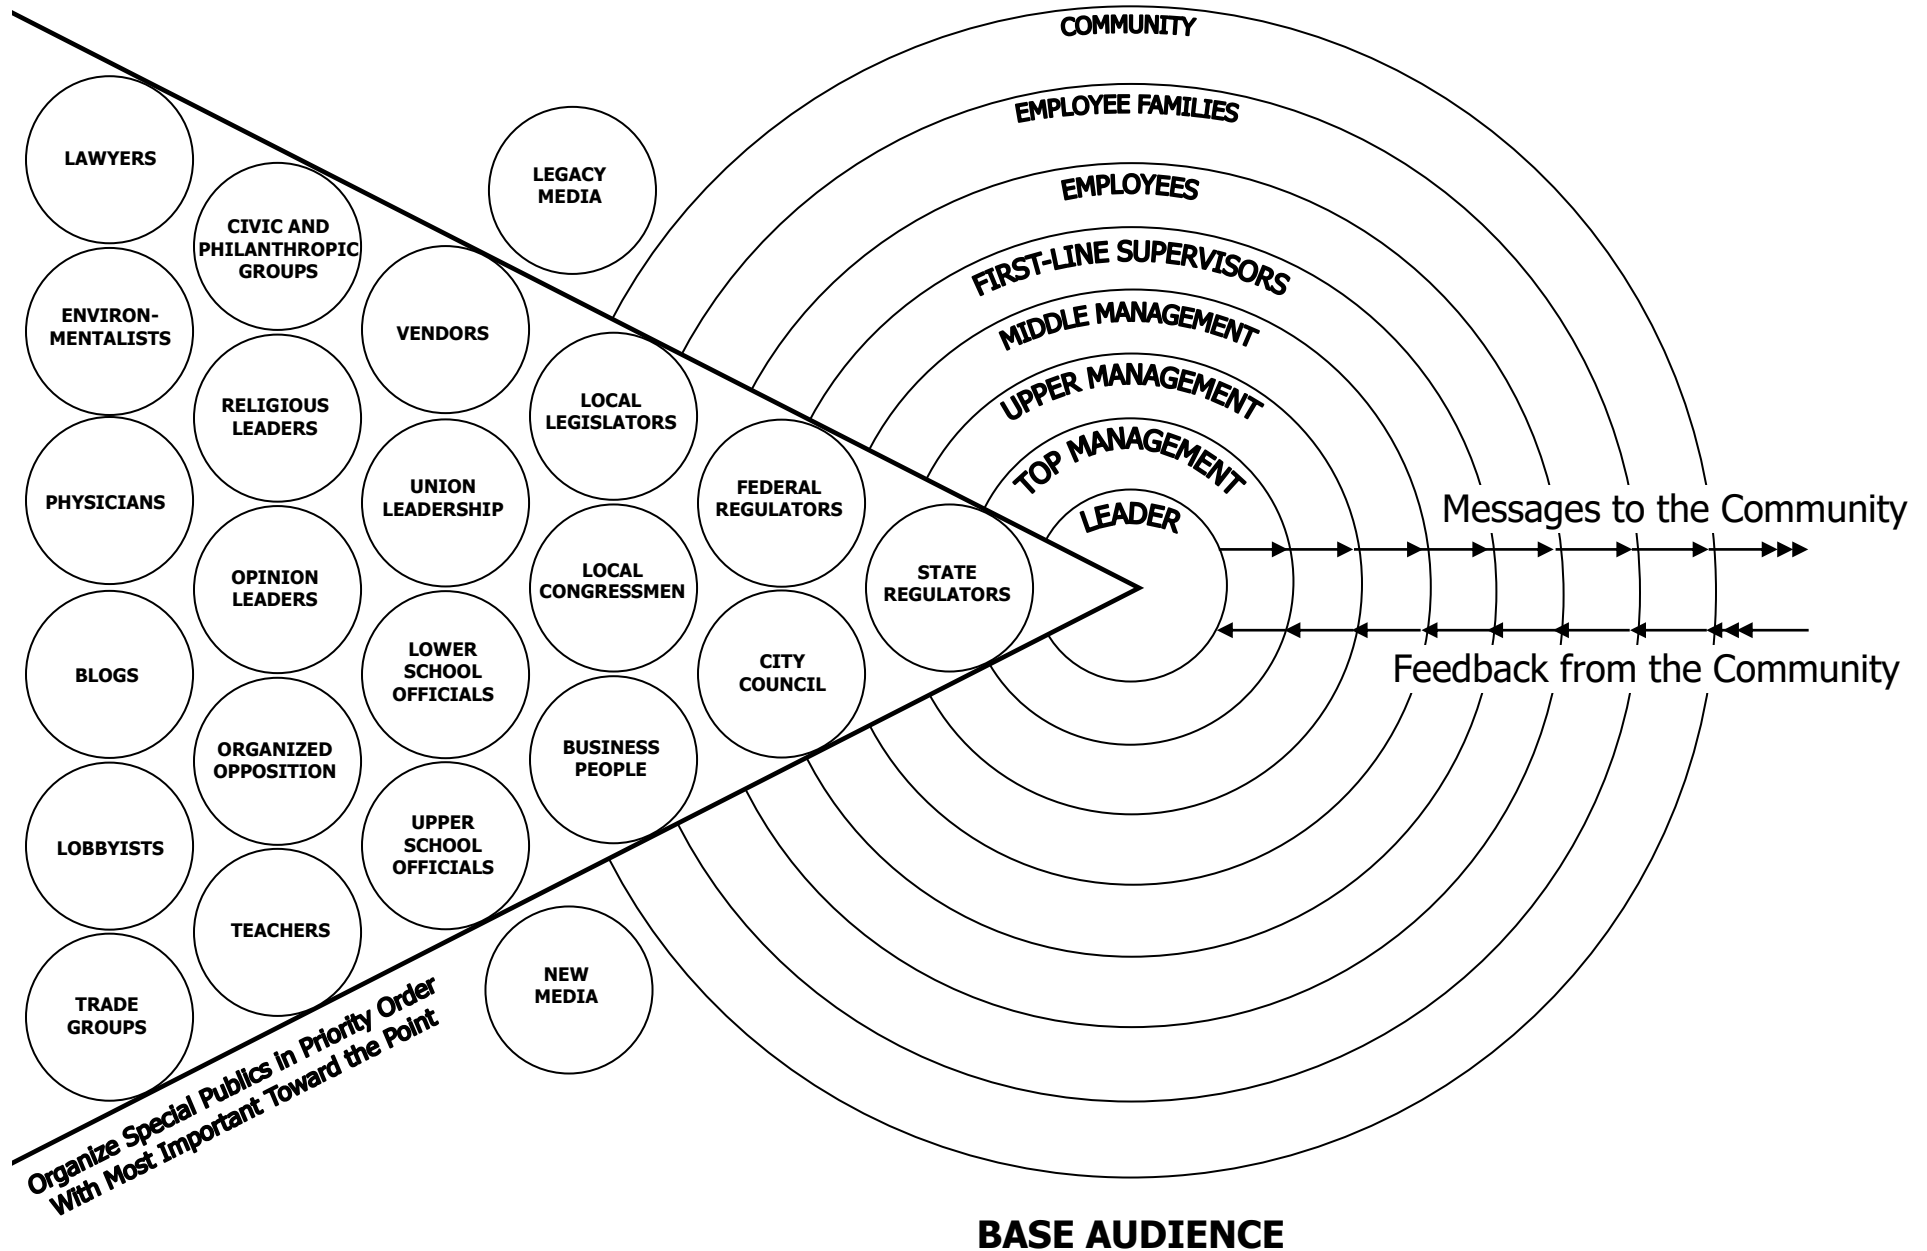 COMMUNITY
EMPLOYEE FAMILIES
EMPLOYEES
FIRST-LINE SUPERVISORS
MIDDLE MANAGEMENT
UPPER MANAGEMENT
TOP MANAGEMENT
LEADER
Messages to the Community
Feedback from the Community
LEGACY
MEDIA
LAWYERS
ENVIRON-
MENTALISTS
PHYSICIANS
BLOGS
LOBBYISTS
TRADE
GROUPS
CIVIC AND
PHILANTHROPIC
GROUPS
RELIGIOUS
LEADERS
OPINION
LEADERS
ORGANIZED
OPPOSITION
TEACHERS
VENDORS
UNION
LEADERSHIP
LOWER
SCHOOL
OFFICIALS
UPPER
SCHOOL
OFFICIALS
LOCAL
LEGISLATORS
LOCAL
CONGRESSMEN
BUSINESS
PEOPLE
FEDERAL
REGULATORS
CITY
COUNCIL
STATE
REGULATORS
NEW
MEDIA
Organize Special Publics in Priority Order
With Most Important Toward the Point
BASE AUDIENCE